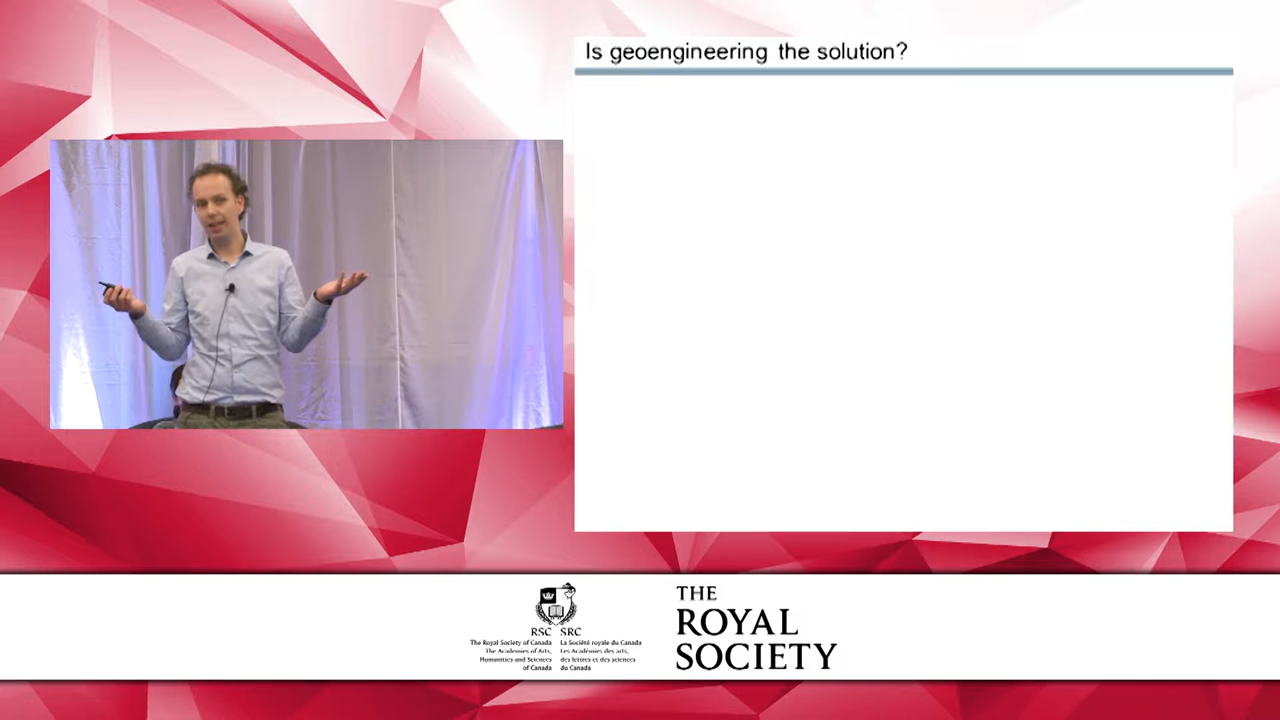 Is geoengineering the solution?
RSC SRC
The Royal Society of Canada
The Academies of Arts,
Humanities and Sciences
of Canada
La Société royale du Canada
Les Académies des arts,
des lettres et des sciences
du Canada
THE
ROYAL
SOCIETY